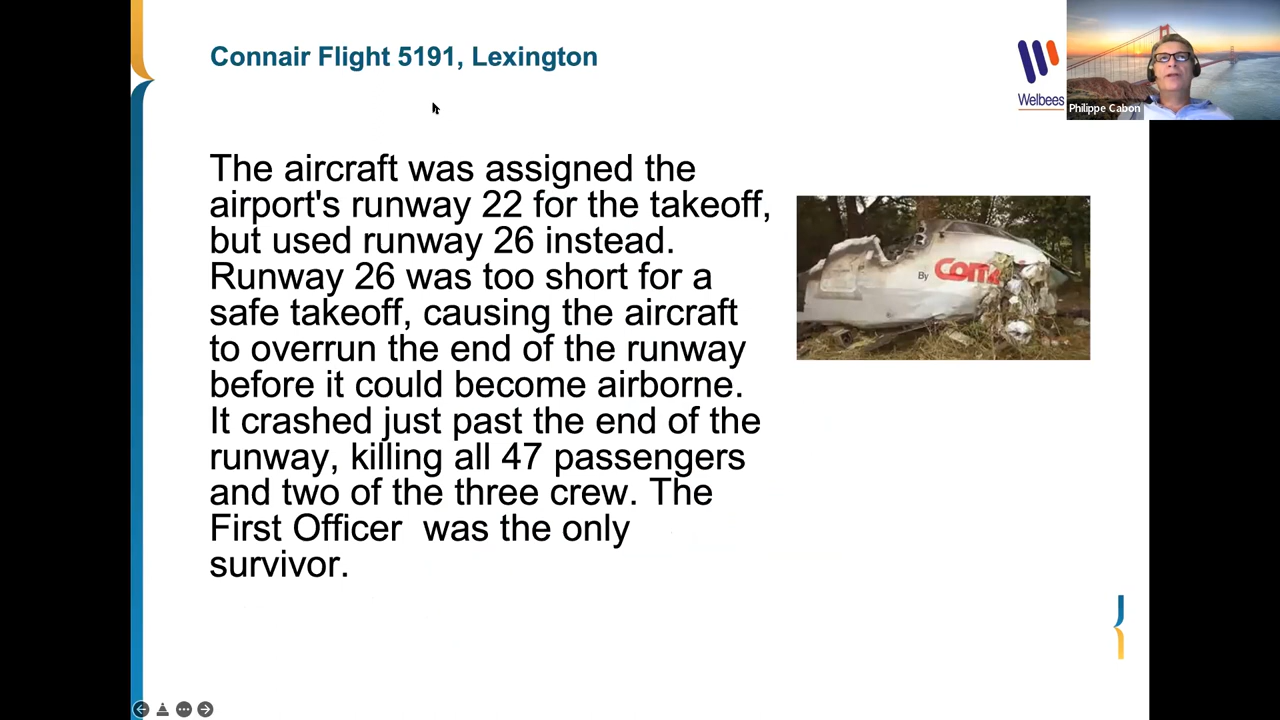 Connair Flight 5191, Lexington
Welbees
Philippe Cabon
The aircraft was assigned the
airport's runway 22 for the takeoff,
but used runway 26 instead.
Runway 26 was too short for a
safe takeoff, causing the aircraft
to overrun the end of the runway
before it could become airborne.
It crashed just past the end of the
runway, killing all 47 passengers
and two of the three crew. The
First Officer  was the only
survivor.
By